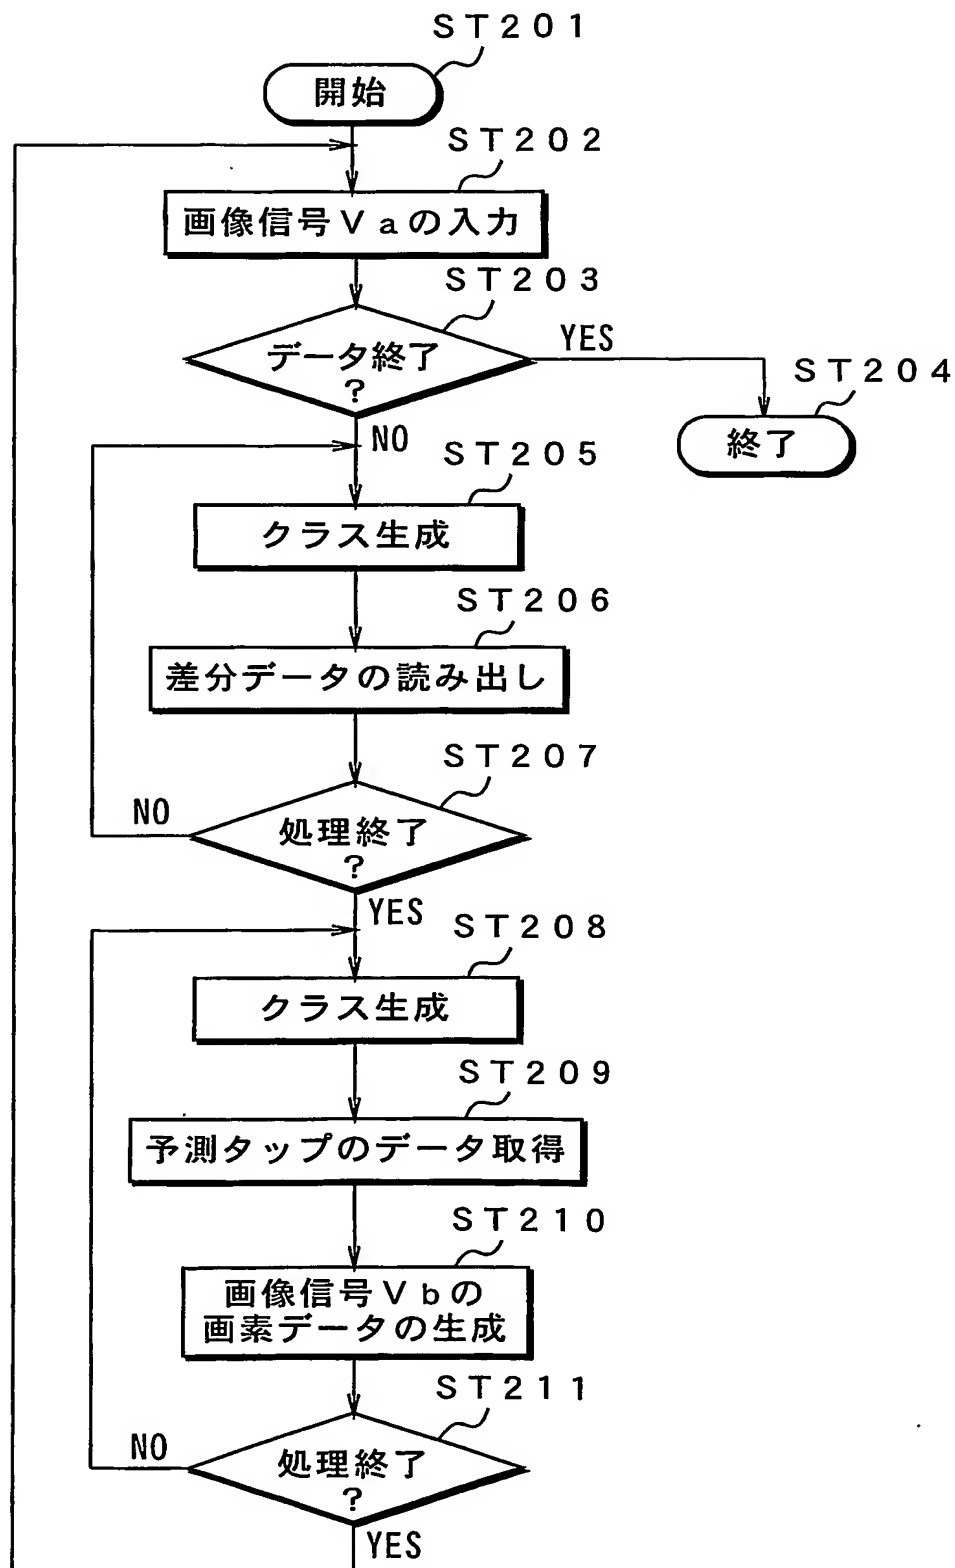 ST201
開始
ST202
画像信号Vaの入力
ST203
データ終了
?
YES
NO
ST204
終了
ST205
クラス生成
ST206
差分データの読み出し
ST207
処理終了
?
NO
YES
ST208
クラス生成
ST209
予測タップのデータ取得
ST210
画像信号Vbの
画素データの生成
ST211
処理終了
?
NO
YES